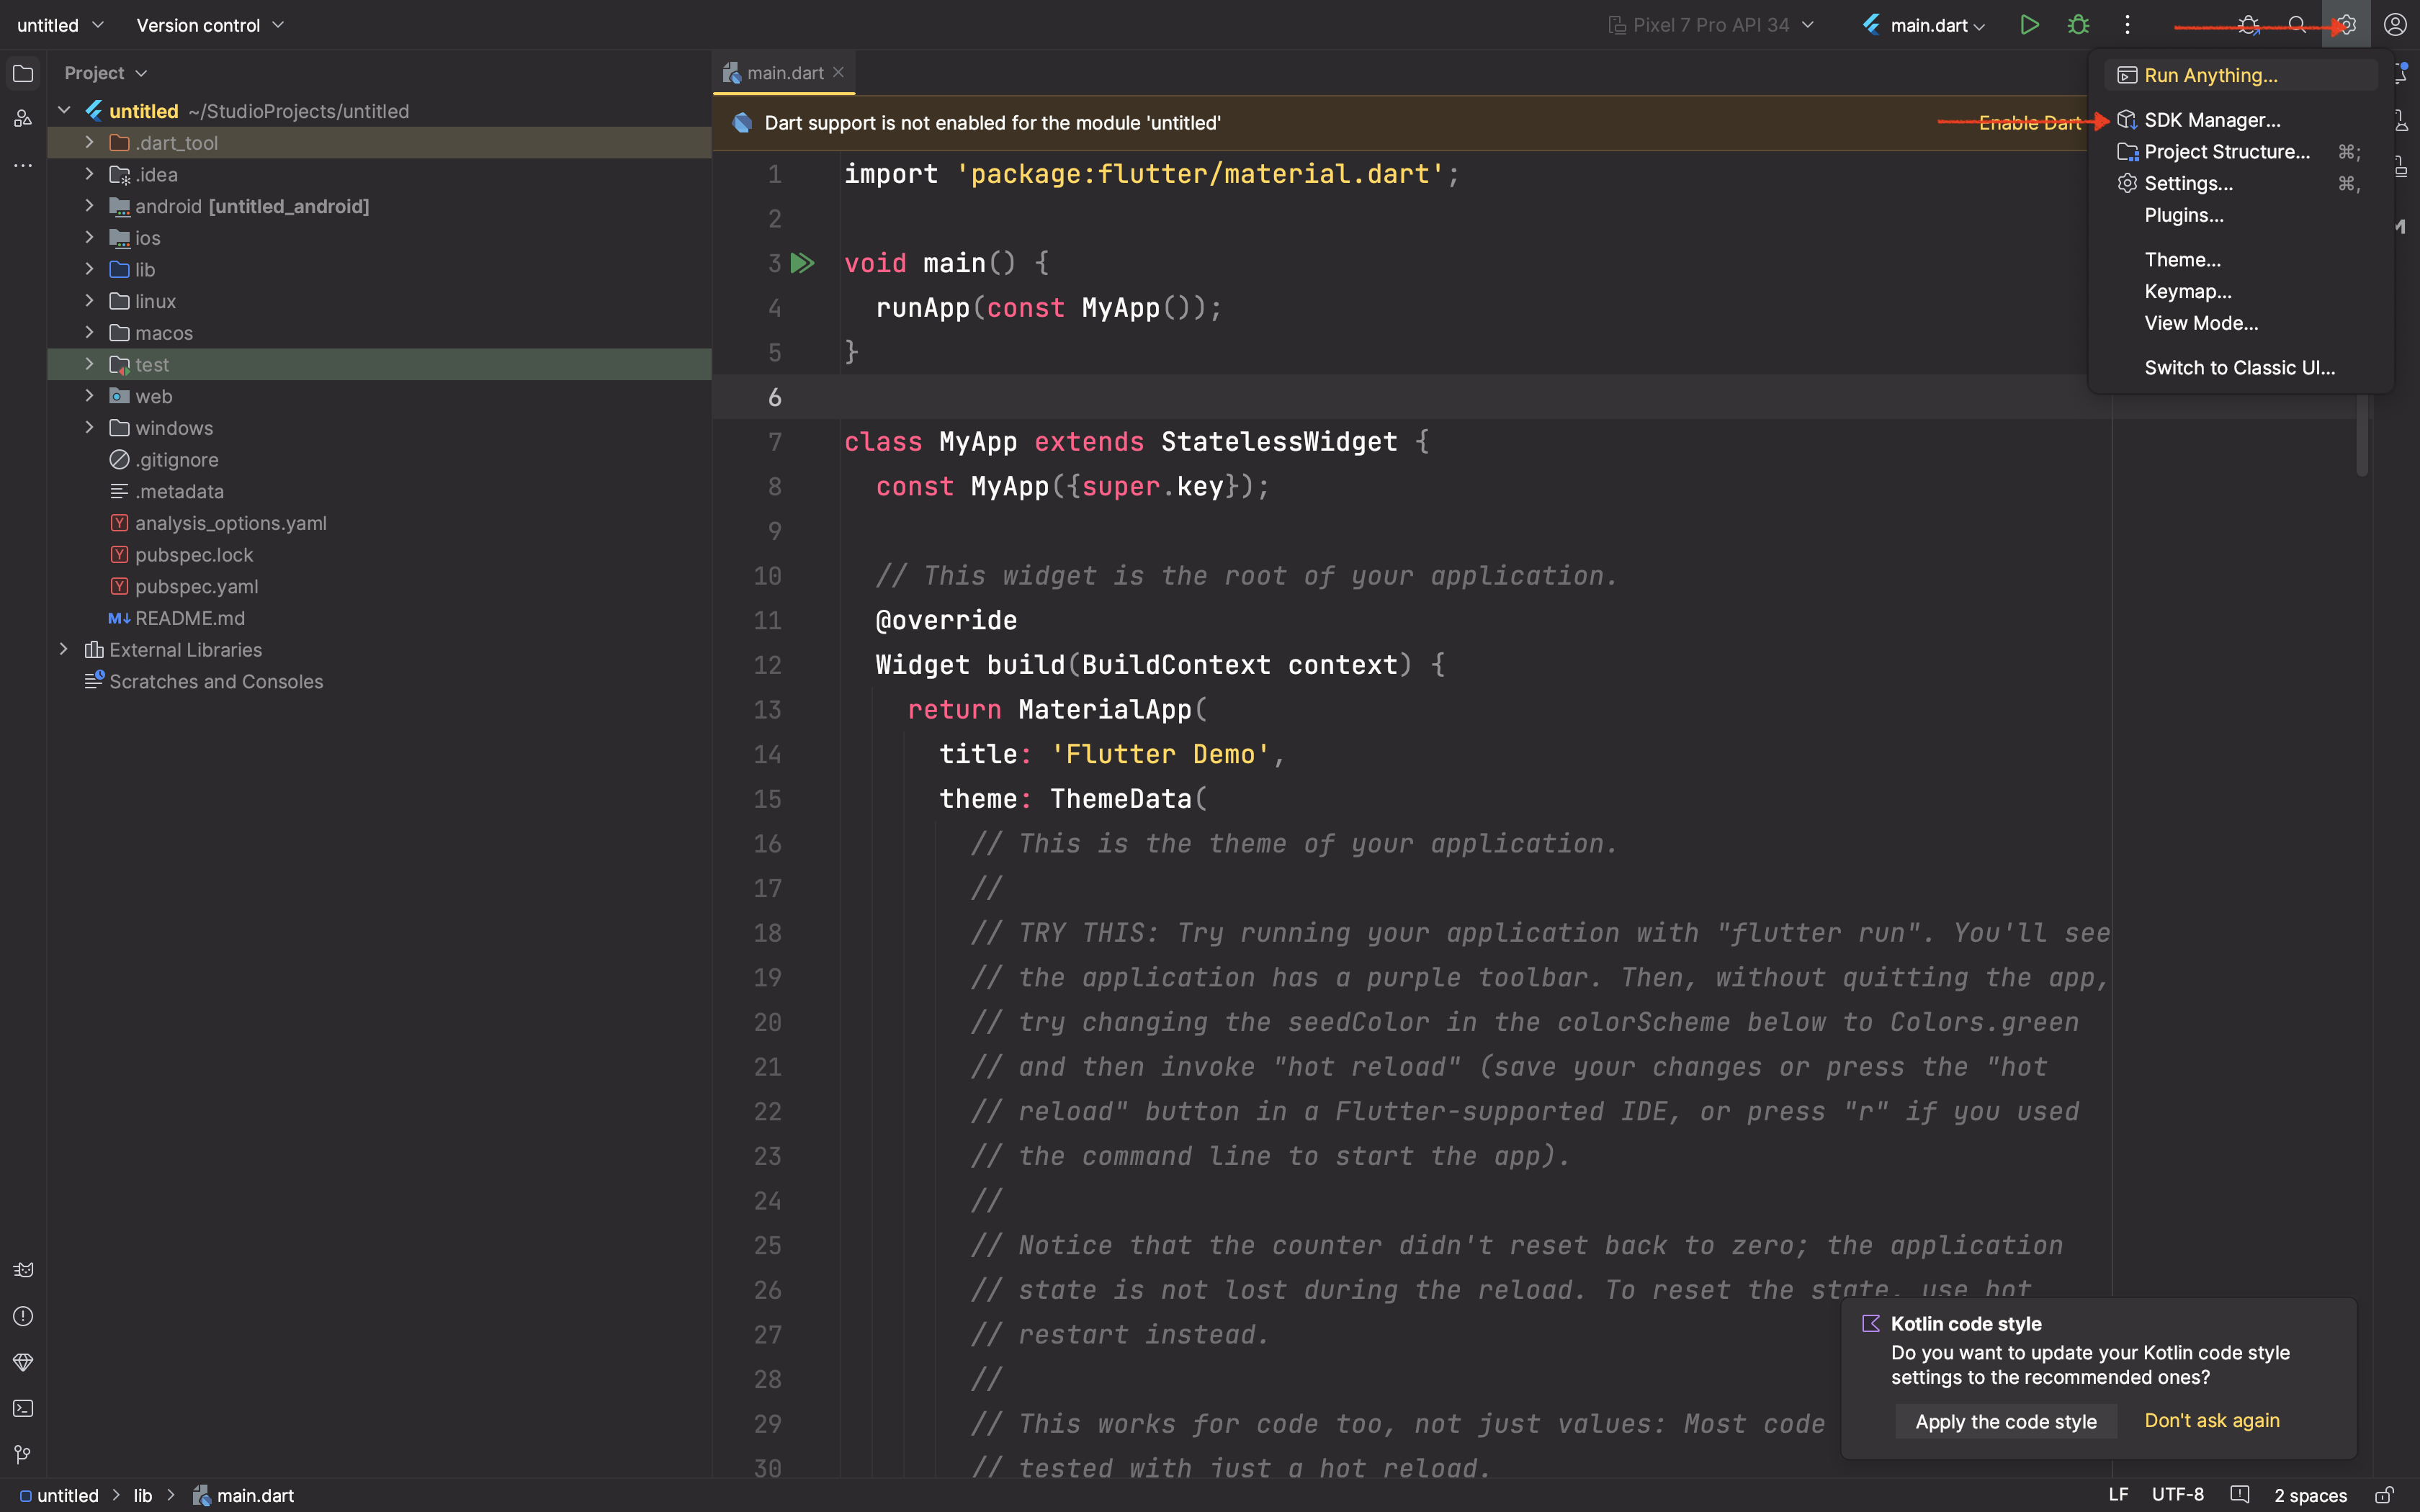 untitled
Version control
Pixel 7 Pro API 34
main.dart
Project
untitled ~/StudioProjects/untitled
.dart_tool
.idea
android [untitled_android]
ios
lib
linux
macos
test
web
windows
.gitignore
.metadata
analysis_options.yaml
pubspec.lock
pubspec.yaml
README.md
External Libraries
Scratches and Consoles
main.dart
Dart support is not enabled for the module 'untitled'
Enable Dart
1 import 'package:flutter/material.dart';
2
3 void main() {
4 runApp(const MyApp());
5 }
6
7 class MyApp extends StatelessWidget {
8 const MyApp({super.key});
9
10 // This widget is the root of your application.
11 @override
12 Widget build(BuildContext context) {
13 return MaterialApp(
14 title: 'Flutter Demo',
15 theme: ThemeData(
16 // This is the theme of your application.
17 //
18 // TRY THIS: Try running your application with "flutter run". You'll see
19 // the application has a purple toolbar. Then, without quitting the app,
20 // try changing the seedColor in the colorScheme below to Colors.green
21 // and then invoke "hot reload" (save your changes or press the "hot
22 // reload" button in a Flutter-supported IDE, or press "r" if you used
23 // the command line to start the app).
24 //
25 // Notice that the counter didn't reset back to zero; the application
26 // state is not lost during the reload. To reset the state, use hot
27 // restart instead.
28 //
29 // This works for code too, not just values: Most code
30 // tested with just a hot reload.
Run Anything...
SDK Manager...
Project Structure... ⌘;
Settings... ⌘,
Plugins...
Theme...
Keymap...
View Mode...
Switch to Classic UI...
Kotlin code style
Do you want to update your Kotlin code style
settings to the recommended ones?
Apply the code style
Don't ask again
untitled > lib > main.dart
LF
UTF-8
2 spaces